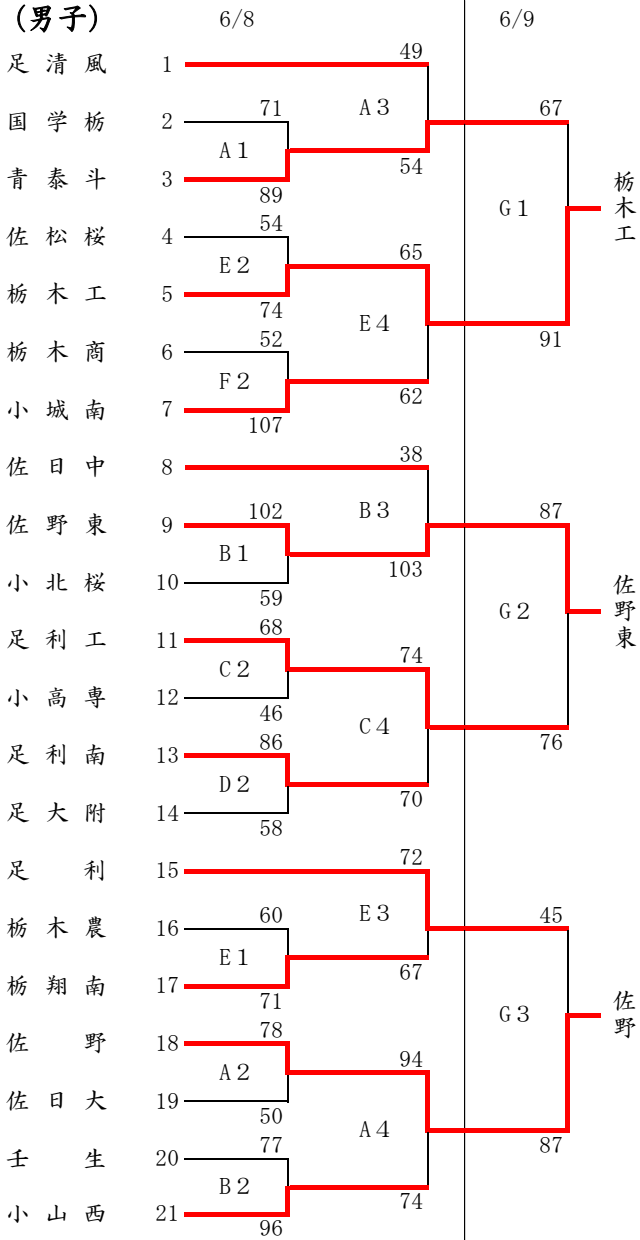 (男子) 6/8 6/9
足清風 1 49
A3
国学栃 2 71 67
A1
青泰斗 3 89 54
G1
栃木工
佐松桜 4 54
E2 65
栃木工 5 74
E4
栃木商 6 52 91
F2
小城南 7 107 62
佐日中 8 38
B3
佐野東 9 102 87
B1
小北桜 10 59 103
G2
佐野東
足利工 11 68
C2 74
小高専 12 46
C4
足利南 13 86 76
D2
足大附 14 58 70
足利 15 72
E3
栃木農 16 60 45
E1
栃翔南 17 71 67
G3
佐野
佐野 18 78
A2 94
佐日大 19 50
A4
壬生 20 77 87
B2
小山西 21 96 74